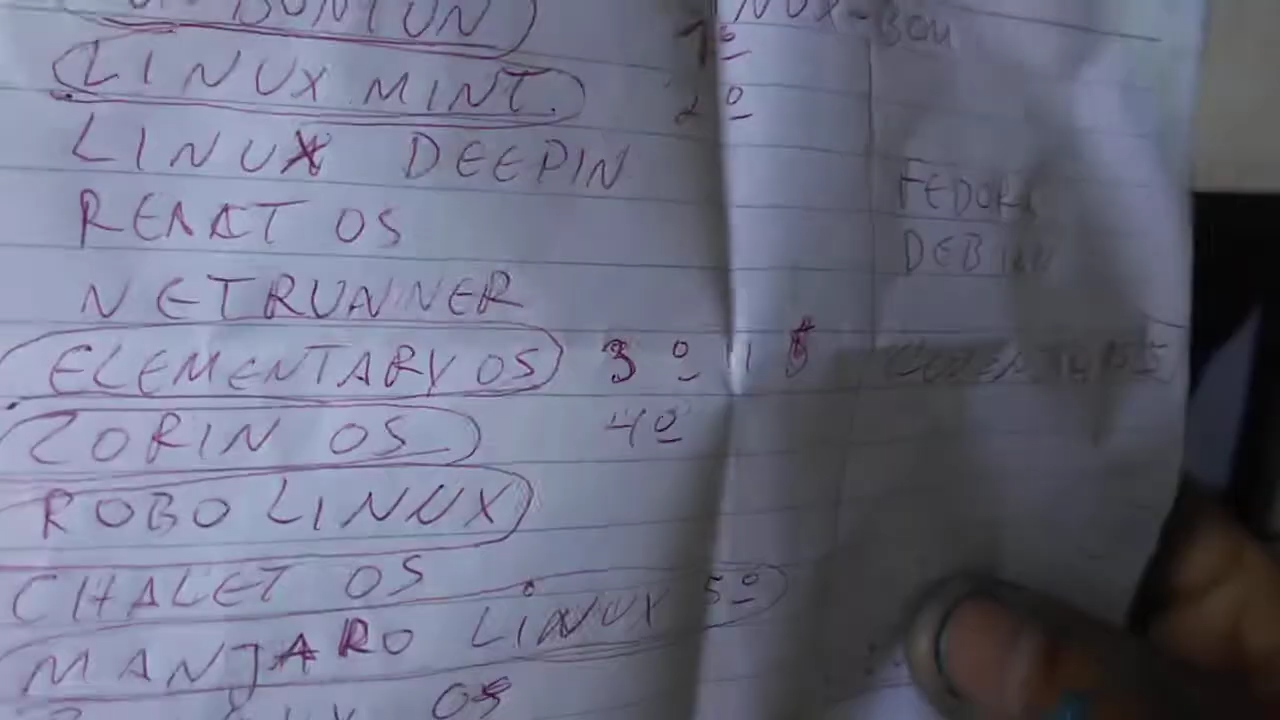 LINUX MINT.
LINUX DEEPIN
REACT OS
NETRUNNER
ELEMENTARY OS 3º
ZORIN OS 4º
ROBO LINUX
CHALET OS
MANJARO LiNUX 5º
OS
1º
2º
FEDORA
DEBIAN